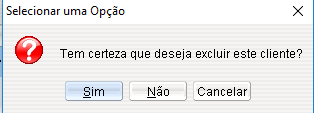 Selecionar uma Opção
Tem certeza que deseja excluir este cliente?
Sim Não Cancelar